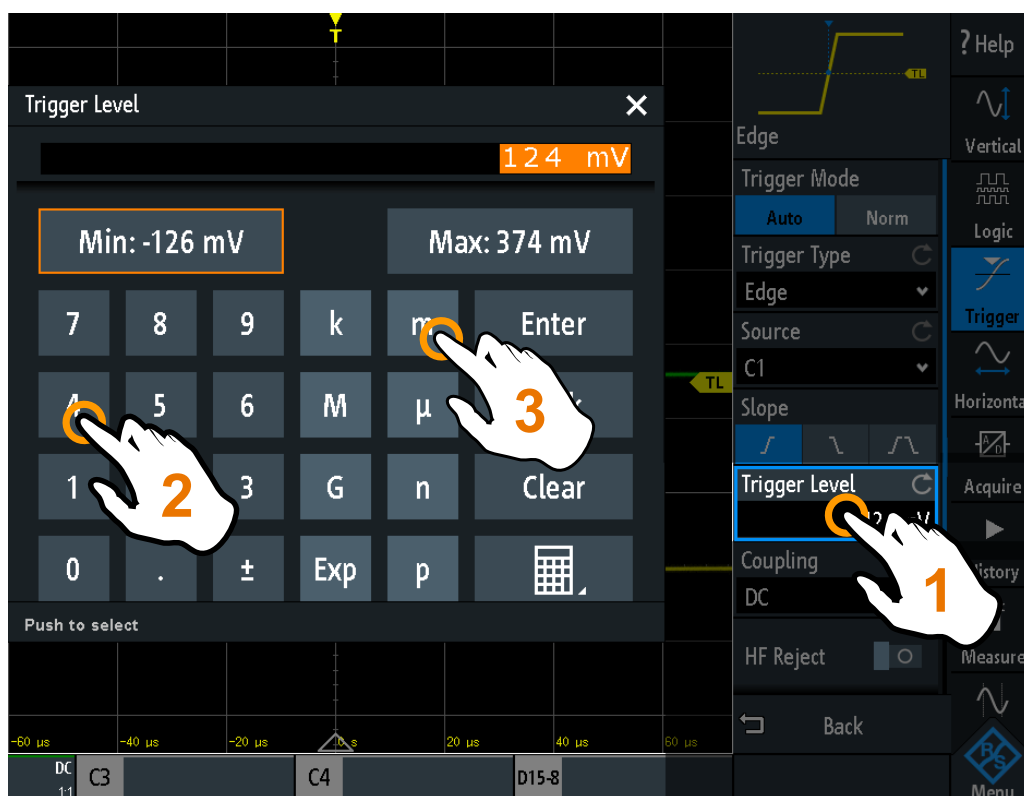 T
Trigger Level
124 mV
Min: -126 mV
Max: 374 mV
7 8 9 k m Enter
5 6 M µ
1 3 G n Clear
0 . ± Exp p
Push to select
-60 µs -40 µs -20 µs 0 s 20 µs 40 µs 60 µs
DC
1:1
C3
C4
D15-8
TL
TL
Edge
Trigger Mode
Auto Norm
Trigger Type
Edge
Source
C1
Slope
Trigger Level
Coupling
DC
HF Reject
Back
? Help
Vertical
Logic
Trigger
Horizonta
A
D
Acquire
Measure
R&S
Menu
2
3
1